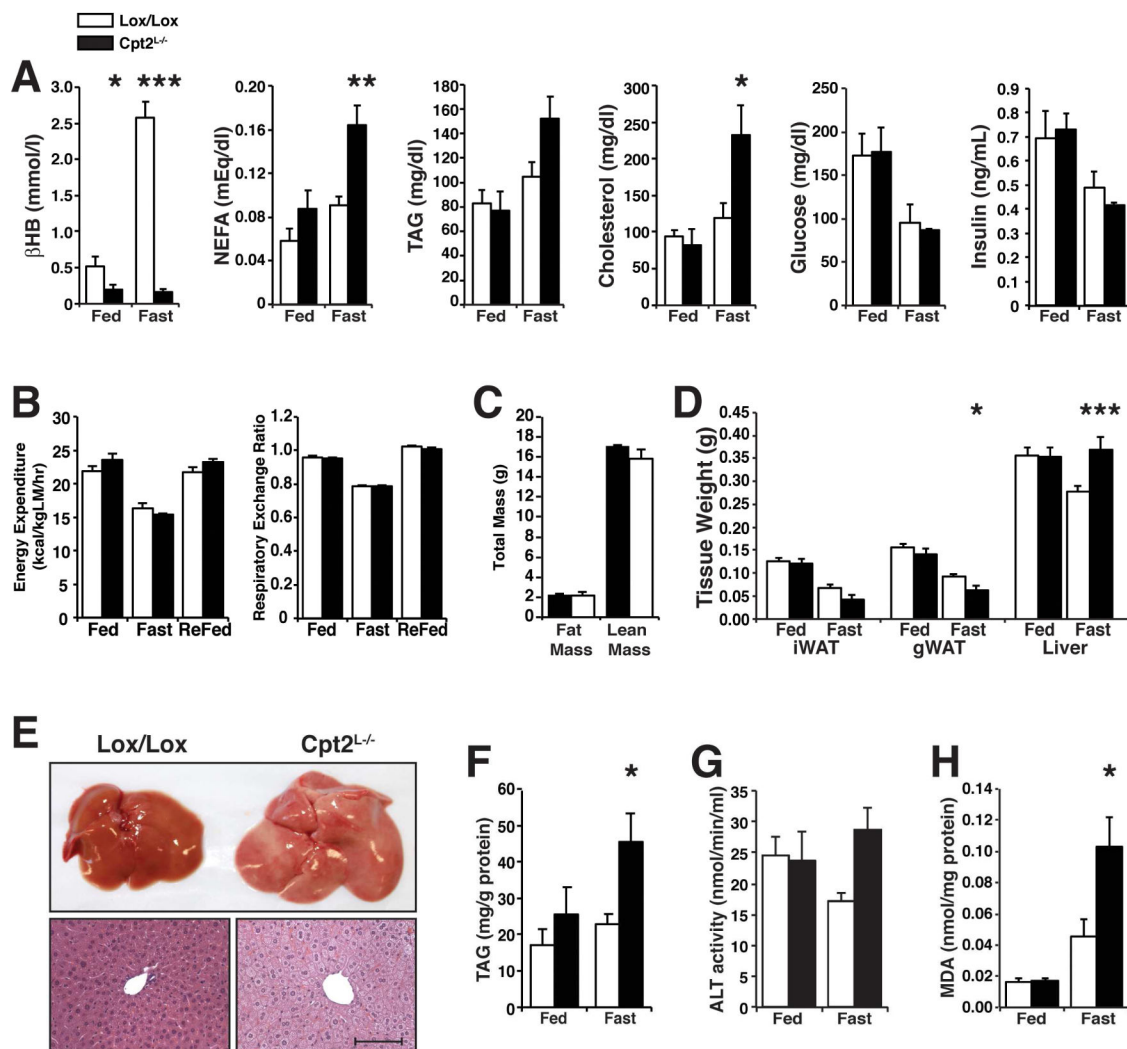 Lox/Lox
Cpt2L-/-
A
* ***
βHB (mmol/l)
3.0
2.5
2.0
1.5
1.0
0.5
0
Fed Fast
**
NEFA (mEq/dl)
0.20
0.16
0.12
0.08
0.04
0
Fed Fast
TAG (mg/dl)
180
160
140
120
100
80
60
40
20
0
Fed Fast
*
Cholesterol (mg/dl)
300
250
200
150
100
50
0
Fed Fast
Glucose (mg/dl)
250
200
150
100
50
0
Fed Fast
Insulin (ng/mL)
0.9
0.8
0.7
0.6
0.5
0.4
0.3
0.2
0.1
0
Fed Fast
B
Energy Expenditure
(kcal/kgLM/hr)
30
25
20
15
10
5
0
Fed Fast ReFed
Respiratory Exchange Ratio
1.2
1.0
0.8
0.6
0.4
0.2
0
Fed Fast ReFed
C
Total Mass (g)
20
18
16
14
12
10
8
6
4
2
0
Fat Lean
Mass Mass
D
* ***
Tissue Weight (g)
0.45
0.40
0.35
0.30
0.25
0.20
0.15
0.10
0.05
0.00
Fed Fast Fed Fast Fed Fast
iWAT gWAT Liver
E
Lox/Lox Cpt2L-/-
F
*
TAG (mg/g protein)
60
50
40
30
20
10
0
Fed Fast
G
ALT activity (nmol/min/ml)
35
30
25
20
15
10
5
0
Fed Fast
H
*
MDA (nmol/mg protein)
0.14
0.12
0.10
0.08
0.06
0.04
0.02
0.00
Fed Fast